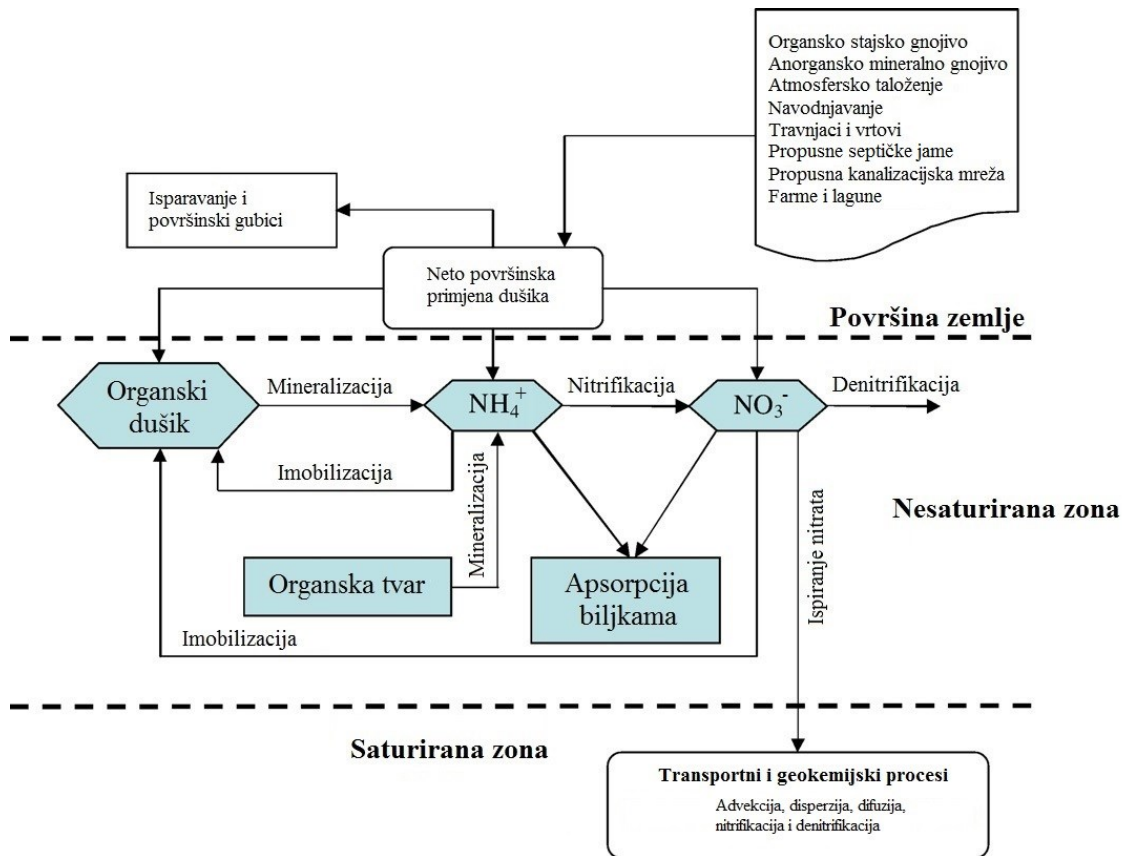 Organsko stajsko gnojivo
Anorgansko mineralno gnojivo
Atmosfersko taloženje
Navodnjavanje
Travnjaci i vrtovi
Propusne septičke jame
Propusna kanalizacijska mreža
Farme i lagune
Isparavanje i
površinski gubici
Neto površinska
primjena dušika
Površina zemlje
Organski
dušik
Mineralizacija
NH₄⁺
Nitrifikacija
NO₃⁻
Denitrifikacija
Imobilizacija
Mineralizacija
Nesaturirana zona
Organska tvar
Apsorpcija
biljkama
Ispiranje nitrata
Imobilizacija
Saturirana zona
Transportni i geokemijski procesi
Advekcija, disperzija, difuzija,
nitrifikacija i denitrifikacija